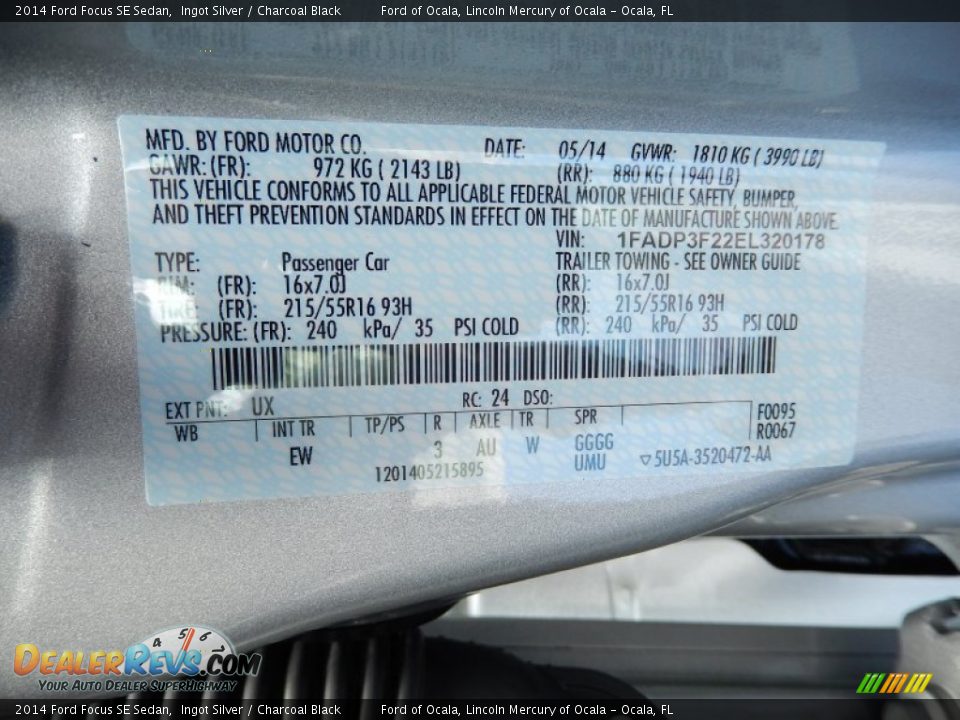 2014 Ford Focus SE Sedan,  Ingot Silver / Charcoal Black    Ford of Ocala, Lincoln Mercury of Ocala - Ocala, FL
MFD. BY FORD MOTOR CO.    DATE:  05/14  GVWR:  1810 KG ( 3990 LB)
GAWR: (FR):  972 KG ( 2143 LB)    (RR):  880 KG ( 1940 LB)
THIS VEHICLE CONFORMS TO ALL APPLICABLE FEDERAL MOTOR VEHICLE SAFETY, BUMPER,
AND THEFT PREVENTION STANDARDS IN EFFECT ON THE DATE OF MANUFACTURE SHOWN ABOVE.
VIN:  1FADP3F22EL320178
TYPE:  Passenger Car    TRAILER TOWING - SEE OWNER GUIDE
RIM:  (FR):  16x7.0J    (RR):  16x7.0J
TIRE:  (FR):  215/55R16 93H    (RR):  215/55R16 93H
PRESSURE: (FR):  240  kPa/  35  PSI COLD    (RR):  240  kPa/  35  PSI COLD
RC: 24  DSO:
EXT PNT:  UX    F0095
WB  INT TR  TP/PS  R  AXLE  TR  SPR  R0067
EW  3  AU  W  GGGG
UMU  ▽5U5A-3520472-AA
1201405215895
4 5 6
DealerRevs.com
Your Auto Dealer SuperHighway
2014 Ford Focus SE Sedan,  Ingot Silver / Charcoal Black    Ford of Ocala, Lincoln Mercury of Ocala - Ocala, FL